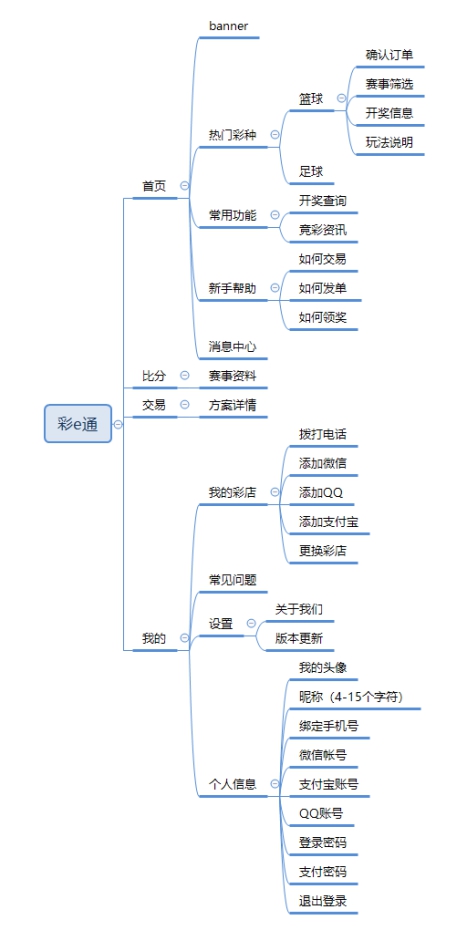 彩e通
首页
banner
热门彩种
篮球
确认订单
赛事筛选
开奖信息
玩法说明
足球
常用功能
开奖查询
竟彩资讯
新手帮助
如何交易
如何发单
如何领奖
消息中心
比分
赛事资料
交易
方案详情
我的
我的彩店
拨打电话
添加微信
添加QQ
添加支付宝
更换彩店
常见问题
设置
关于我们
版本更新
个人信息
我的头像
昵称（4-15个字符）
绑定手机号
微信帐号
支付宝账号
QQ账号
登录密码
支付密码
退出登录